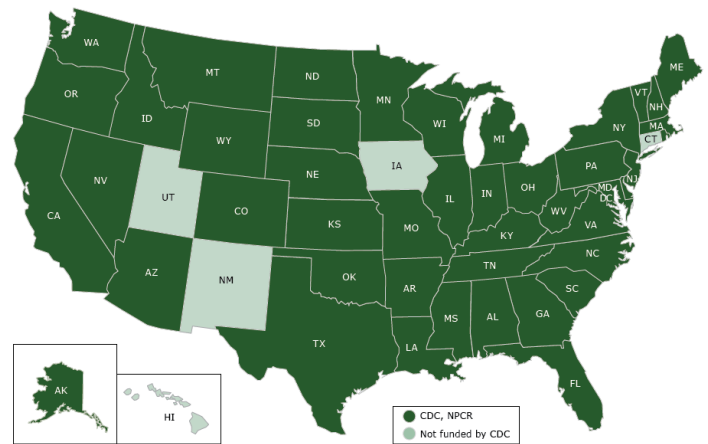 WA
MT
ND
MN
ME
VT
NH
OR
ID
SD
WI
MI
NY
MA
CT
WY
IA
NE
PA
NJ
NV
UT
CO
IL
IN
OH
MD
DC
CA
KS
MO
WV
VA
KY
AZ
NM
OK
AR
TN
NC
SC
TX
LA
MS
AL
GA
FL
AK
HI
CDC, NPCR
Not funded by CDC